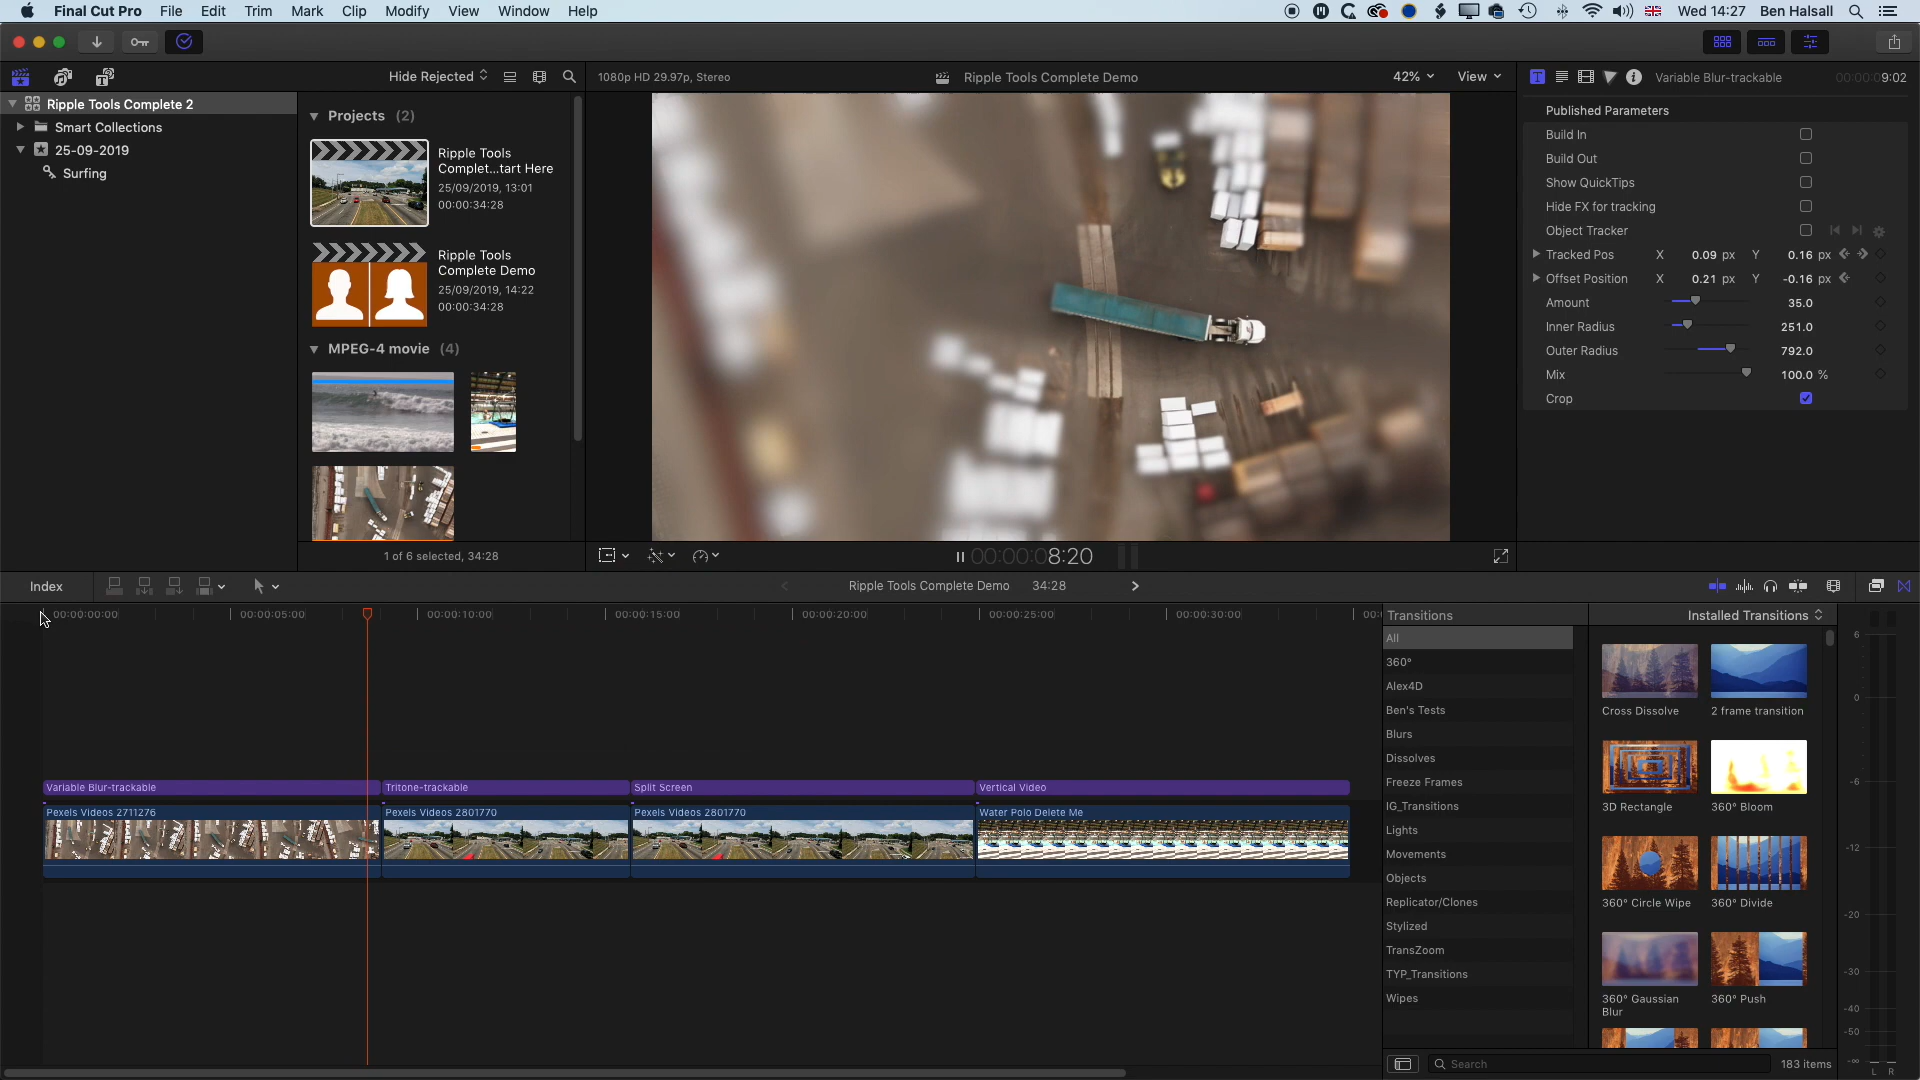 Final Cut Pro File Edit Trim Mark Clip Modify View Window Help
Wed 14:27 Ben Halsall
Hide Rejected
1080p HD 29.97p, Stereo
Ripple Tools Complete Demo
42% View
Variable Blur-trackable
00:00:09:02
Ripple Tools Complete 2
Smart Collections
25-09-2019
Surfing
Projects (2)
Ripple Tools
Complet...tart Here
25/09/2019, 13:01
00:00:34:28
Ripple Tools
Complete Demo
25/09/2019, 14:22
00:00:34:28
MPEG-4 movie (4)
1 of 6 selected, 34:28
Published Parameters
Build In
Build Out
Show QuickTips
Hide FX for tracking
Object Tracker
Tracked Pos X 0.09 px Y 0.16 px
Offset Position X 0.21 px Y -0.16 px
Amount 35.0
Inner Radius 251.0
Outer Radius 792.0
Mix 100.0 %
Crop
00:00:08:20
Index
Ripple Tools Complete Demo 34:28
00:00:00:00 00:00:05:00 00:00:10:00 00:00:15:00 00:00:20:00 00:00:25:00 00:00:30:00 00:
Variable Blur-trackable Tritone-trackable Split Screen Vertical Video
Pexels Videos 2711276 Pexels Videos 2801770 Pexels Videos 2801770 Water Polo Delete Me
Transitions
All
360°
Alex4D
Ben's Tests
Blurs
Dissolves
Freeze Frames
IG_Transitions
Lights
Movements
Objects
Replicator/Clones
Stylized
TransZoom
TYP_Transitions
Wipes
Installed Transitions
Cross Dissolve 2 frame transition
3D Rectangle 360° Bloom
360° Circle Wipe 360° Divide
360° Gaussian
Blur
360° Push
Search
183 items
6
0
-6
-12
-20
-30
-40
-50
-∞
L R